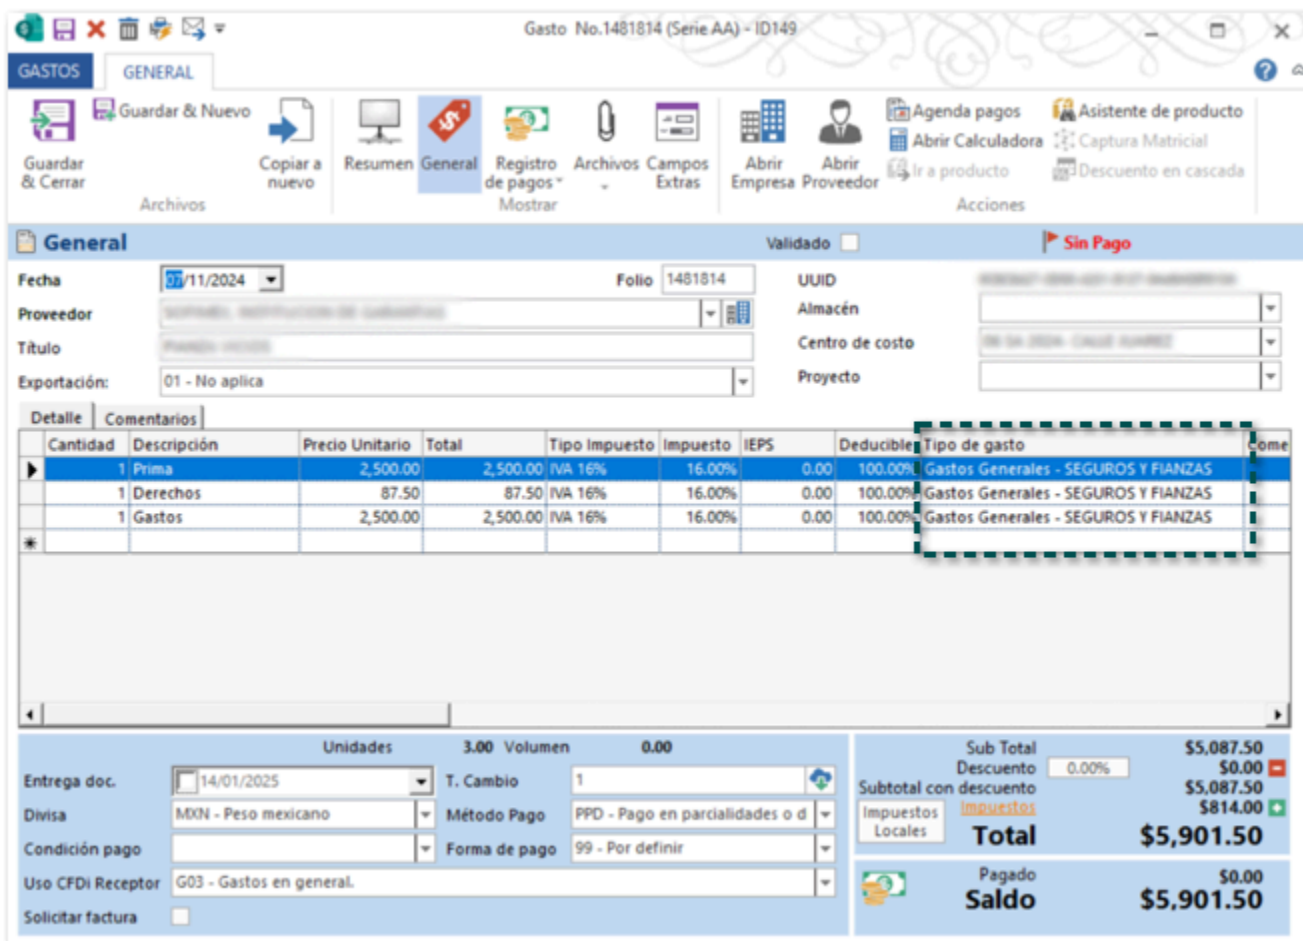 Gasto No.1481814 (Serie AA) - ID149
GASTOS GENERAL
Guardar & Cerrar
Guardar & Nuevo
Copiar a nuevo
Archivos
Resumen
General
Registro de pagos
Archivos
Campos Extras
Mostrar
Abrir Empresa
Abrir Proveedor
Agenda pagos
Abrir Calculadora
Ir a producto
Asistente de producto
Captura Matricial
Descuento en cascada
Acciones
General Validado Sin Pago
Fecha 07/11/2024 Folio 1481814 UUID
Proveedor Almacén
Título Centro de costo
Exportación: 01 - No aplica Proyecto
Detalle Comentarios
Cantidad Descripción Precio Unitario Total Tipo Impuesto Impuesto IEPS Deducible Tipo de gasto Come
1 Prima 2,500.00 2,500.00 IVA 16% 16.00% 0.00 100.00% Gastos Generales - SEGUROS Y FIANZAS
1 Derechos 87.50 87.50 IVA 16% 16.00% 0.00 100.00% Gastos Generales - SEGUROS Y FIANZAS
1 Gastos 2,500.00 2,500.00 IVA 16% 16.00% 0.00 100.00% Gastos Generales - SEGUROS Y FIANZAS
Unidades 3.00 Volumen 0.00
Entrega doc. 14/01/2025 T. Cambio 1
Divisa MXN - Peso mexicano Método Pago PPD - Pago en parcialidades o d
Condición pago Forma de pago 99 - Por definir
Uso CFDi Receptor G03 - Gastos en general.
Solicitar factura
Sub Total $5,087.50
Descuento 0.00% $0.00
Subtotal con descuento $5,087.50
Impuestos Locales
Impuestos $814.00
Total $5,901.50
Pagado $0.00
Saldo $5,901.50